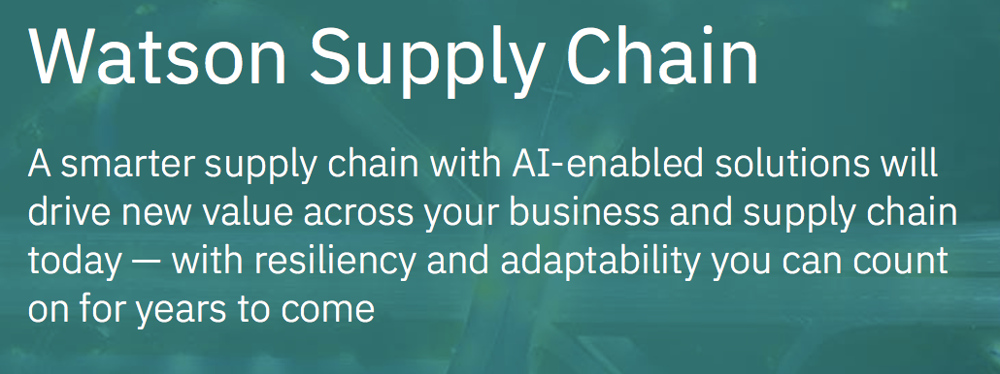 Watson Supply Chain
A smarter supply chain with AI-enabled solutions will
drive new value across your business and supply chain
today — with resiliency and adaptability you can count
on for years to come